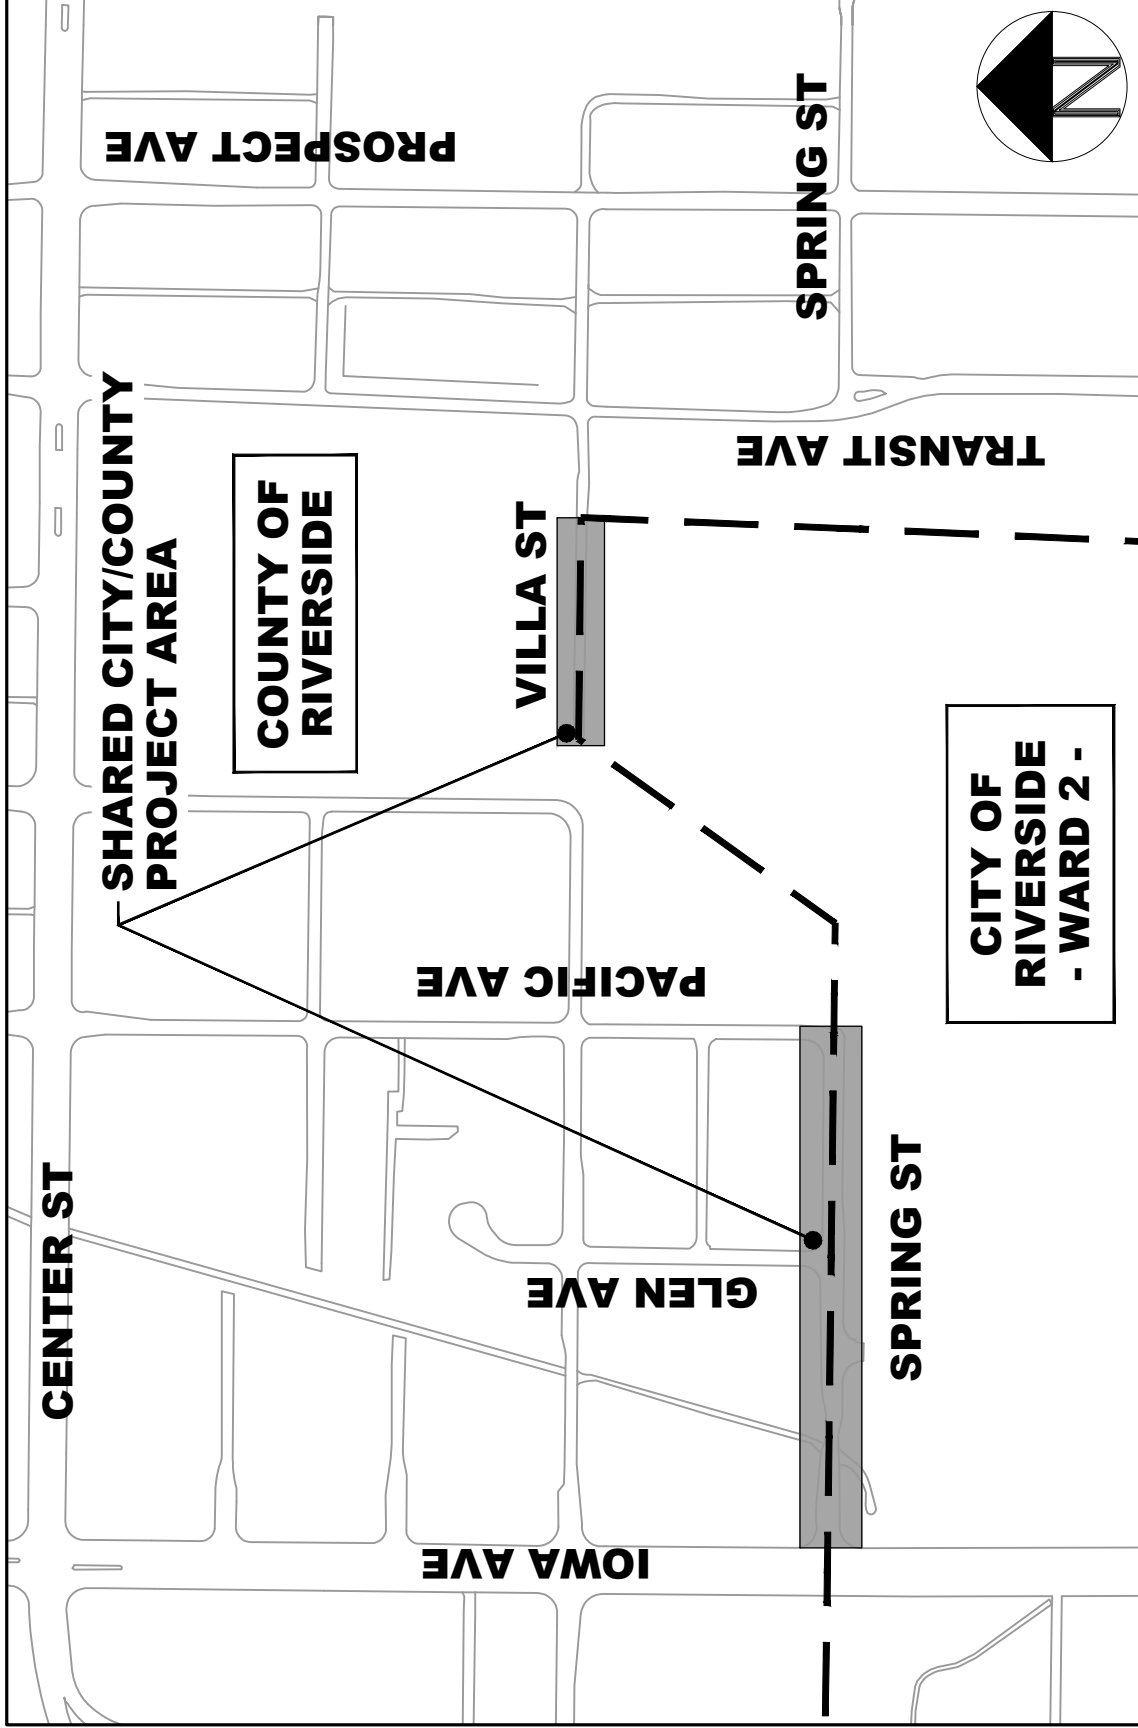 PROSPECT AVE
SPRING ST
N
SHARED CITY/COUNTY
PROJECT AREA
COUNTY OF
RIVERSIDE
VILLA ST
TRANSIT AVE
CITY OF
RIVERSIDE
- WARD 2 -
PACIFIC AVE
CENTER ST
GLEN AVE
SPRING ST
IOWA AVE